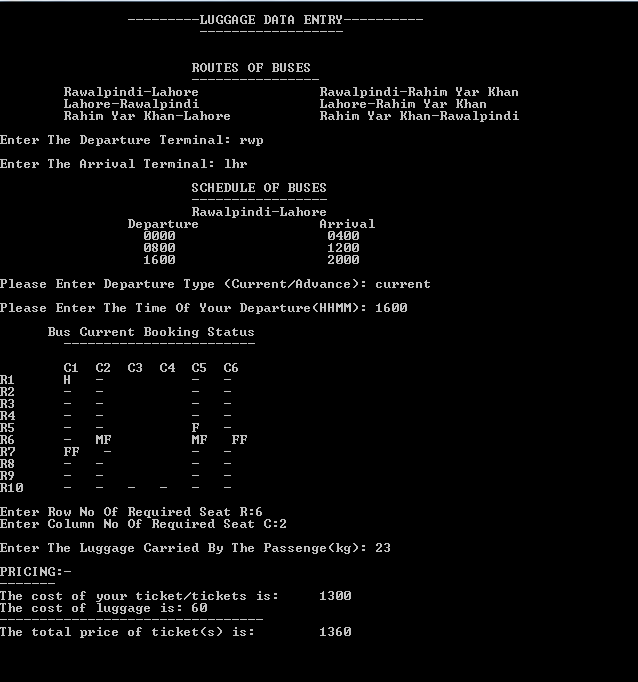 ---------LUGGAGE DATA ENTRY----------
------------------
ROUTES OF BUSES
----------------
Rawalpindi-Lahore Rawalpindi-Rahim Yar Khan
Lahore-Rawalpindi Lahore-Rahim Yar Khan
Rahim Yar Khan-Lahore Rahim Yar Khan-Rawalpindi
Enter The Departure Terminal: rwp
Enter The Arrival Terminal: lhr
SCHEDULE OF BUSES
-----------------
Rawalpindi-Lahore
Departure Arrival
0000 0400
0800 1200
1600 2000
Please Enter Departure Type (Current/Advance): current
Please Enter The Time Of Your Departure(HHMM): 1600
Bus Current Booking Status
------------------------
C1 C2 C3 C4 C5 C6
R1 H - - -
R2 - - - -
R3 - - - -
R4 - - - -
R5 - - F -
R6 - MF MF FF
R7 FF - - -
R8 - - - -
R9 - - - -
R10 - - - - - -
Enter Row No Of Required Seat R:6
Enter Column No Of Required Seat C:2
Enter The Luggage Carried By The Passenge(kg): 23
PRICING:-
-------
The cost of your ticket/tickets is: 1300
The cost of luggage is: 60
---------------------------------
The total price of ticket(s) is: 1360